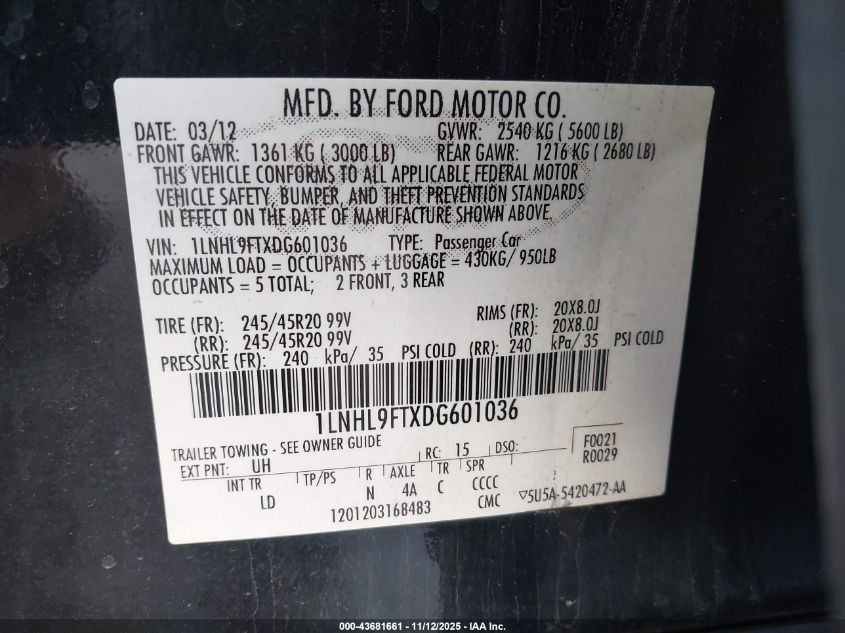 MFD. BY FORD MOTOR CO.
DATE: 03/12 GVWR: 2540 KG ( 5600 LB)
FRONT GAWR: 1361 KG ( 3000 LB) REAR GAWR: 1216 KG ( 2680 LB)
THIS VEHICLE CONFORMS TO ALL APPLICABLE FEDERAL MOTOR
VEHICLE SAFETY, BUMPER, AND THEFT PREVENTION STANDARDS
IN EFFECT ON THE DATE OF MANUFACTURE SHOWN ABOVE.
VIN: 1LNHL9FTXDG601036 TYPE: Passenger Car
MAXIMUM LOAD = OCCUPANTS + LUGGAGE = 430KG/ 950LB
OCCUPANTS = 5 TOTAL; 2 FRONT, 3 REAR
TIRE (FR): 245/45R20 99V RIMS (FR): 20X8.0J
(RR): 245/45R20 99V (RR): 20X8.0J
PRESSURE (FR): 240 kPa/ 35 PSI COLD (RR): 240 kPa/ 35 PSI COLD
1LNHL9FTXDG601036
TRAILER TOWING - SEE OWNER GUIDE
EXT PNT: UH RC: 15 DSO: F0021
R0029
INT TR TP/PS R AXLE TR SPR
LD N 4A C CCCC
1201203168483 CMC ▽5U5A-5420472-AA
000-43681661 - 11/12/2025 - IAA Inc.